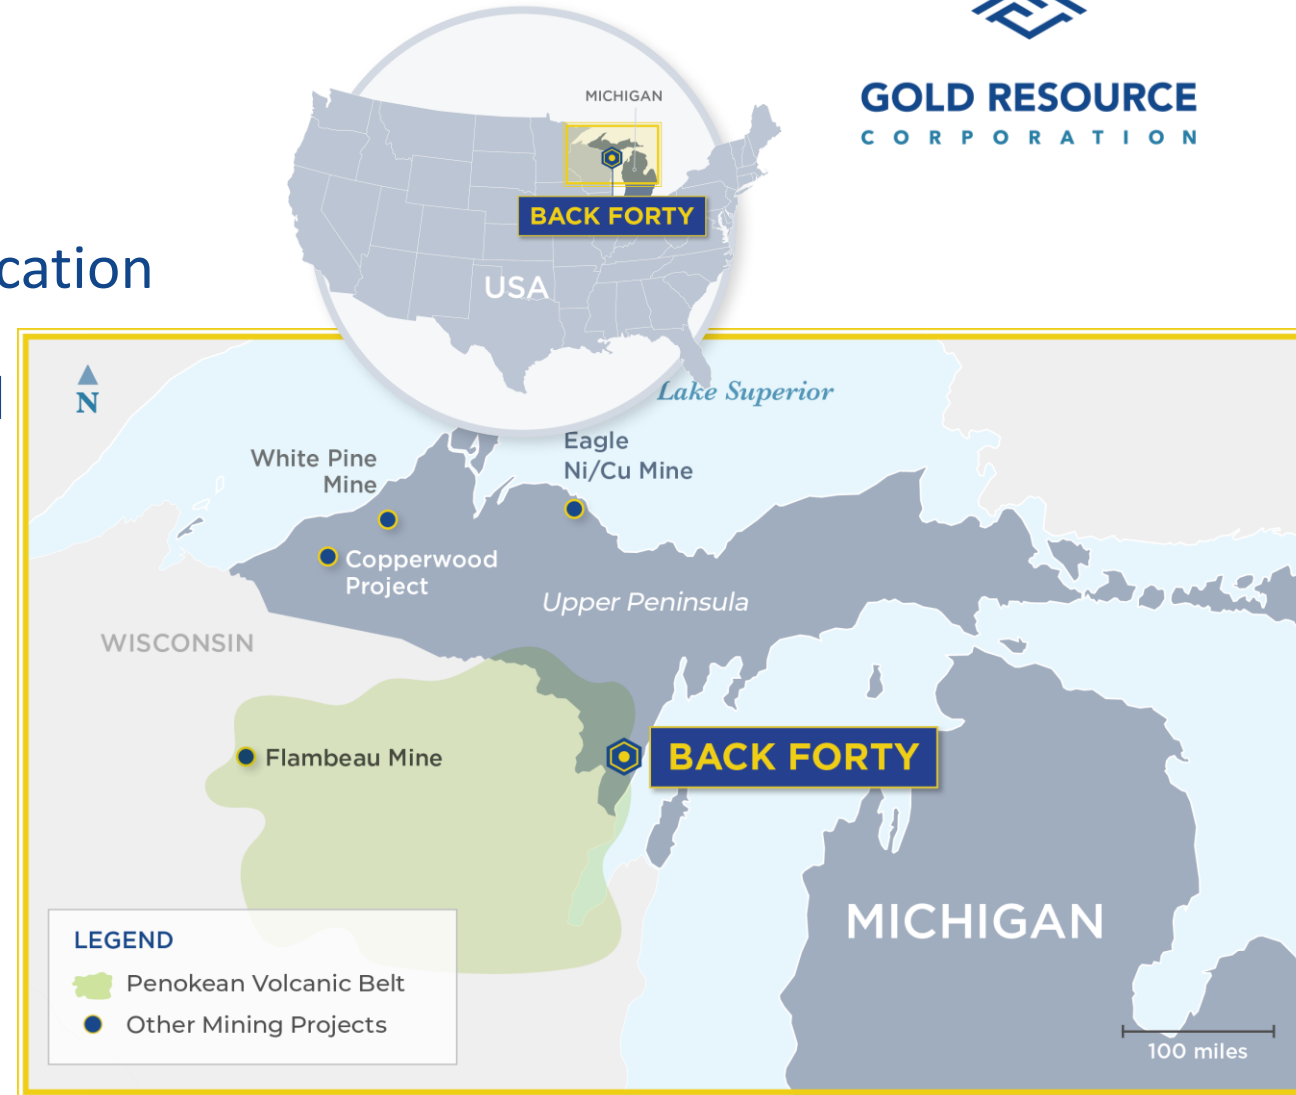 GOLD RESOURCE
CORPORATION
MICHIGAN
BACK FORTY
USA
cation
N
Lake Superior
White Pine
Mine
Eagle
Ni/Cu Mine
Copperwood
Project
Upper Peninsula
WISCONSIN
Flambeau Mine
BACK FORTY
MICHIGAN
LEGEND
Penokean Volcanic Belt
Other Mining Projects
100 miles